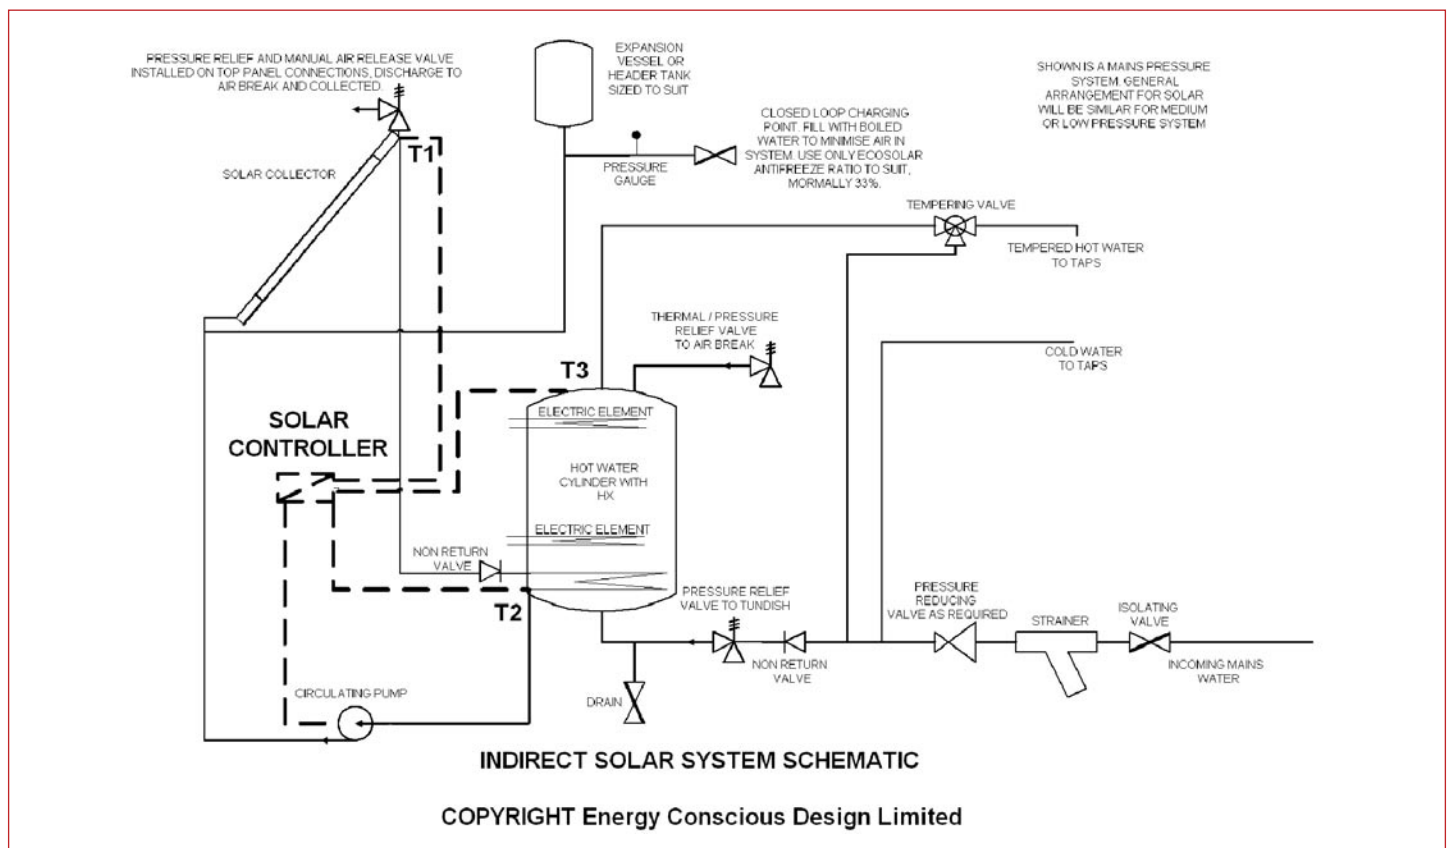 PRESSURE RELIEF AND MANUAL AIR RELEASE VALVE
INSTALLED ON TOP PANEL CONNECTIONS, DISCHARGE TO
AIR BREAK AND COLLECTED.
EXPANSION
VESSEL OR
HEADER TANK
SIZED TO SUIT
SHOWN IS A MAINS PRESSURE
SYSTEM. GENERAL
ARRANGEMENT FOR SOLAR
WILL BE SIMILAR FOR MEDIUM
OR LOW PRESSURE SYSTEM
CLOSED LOOP CHARGING
POINT. FILL WITH BOILED
WATER TO MINIMISE AIR IN
SYSTEM. USE ONLY ECOSOLAR
ANTIFREEZE RATIO TO SUIT,
MORMALLY 33%.
T1
SOLAR COLLECTOR
PRESSURE
GAUGE
TEMPERING VALVE
TEMPERED HOT WATER
TO TAPS
THERMAL / PRESSURE
RELIEF VALVE
TO AIR BREAK
COLD WATER
TO TAPS
T3
SOLAR
CONTROLLER
ELECTRIC ELEMENT
HOT WATER
CYLINDER WITH
HX
ELECTRIC ELEMENT
NON RETURN
VALVE
T2
PRESSURE RELIEF
VALVE TO TUNDISH
PRESSURE
REDUCING
VALVE AS REQUIRED
STRAINER
ISOLATING
VALVE
NON RETURN
VALVE
INCOMING MAINS
WATER
DRAIN
CIRCULATING PUMP
INDIRECT SOLAR SYSTEM SCHEMATIC
COPYRIGHT Energy Conscious Design Limited